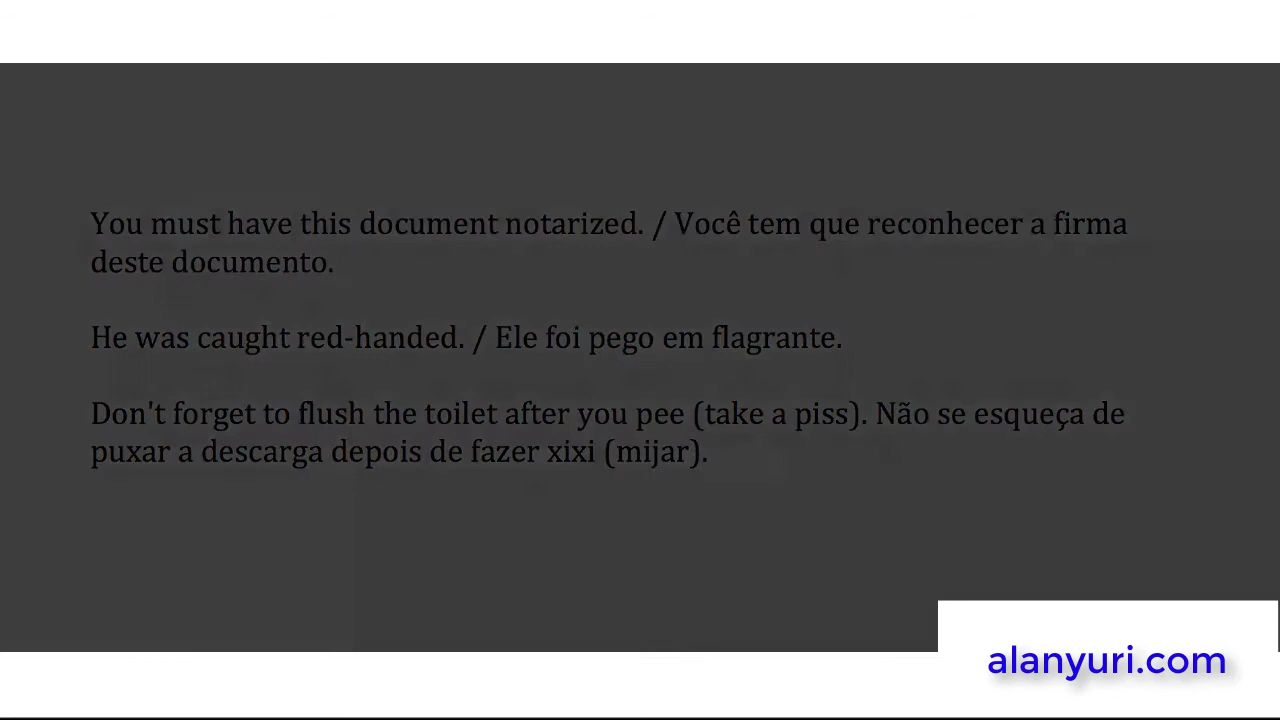 You must have this document notarized. / Você tem que reconhecer a firma
deste documento.
He was caught red-handed. / Ele foi pego em flagrante.
Don't forget to flush the toilet after you pee (take a piss). Não se esqueça de
puxar a descarga depois de fazer xixi (mijar).
alanyuri.com